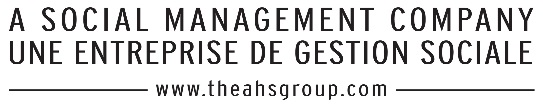 A SOCIAL MANAGEMENT COMPANY
UNE ENTREPRISE DE GESTION SOCIALE
www.theahsgroup.com